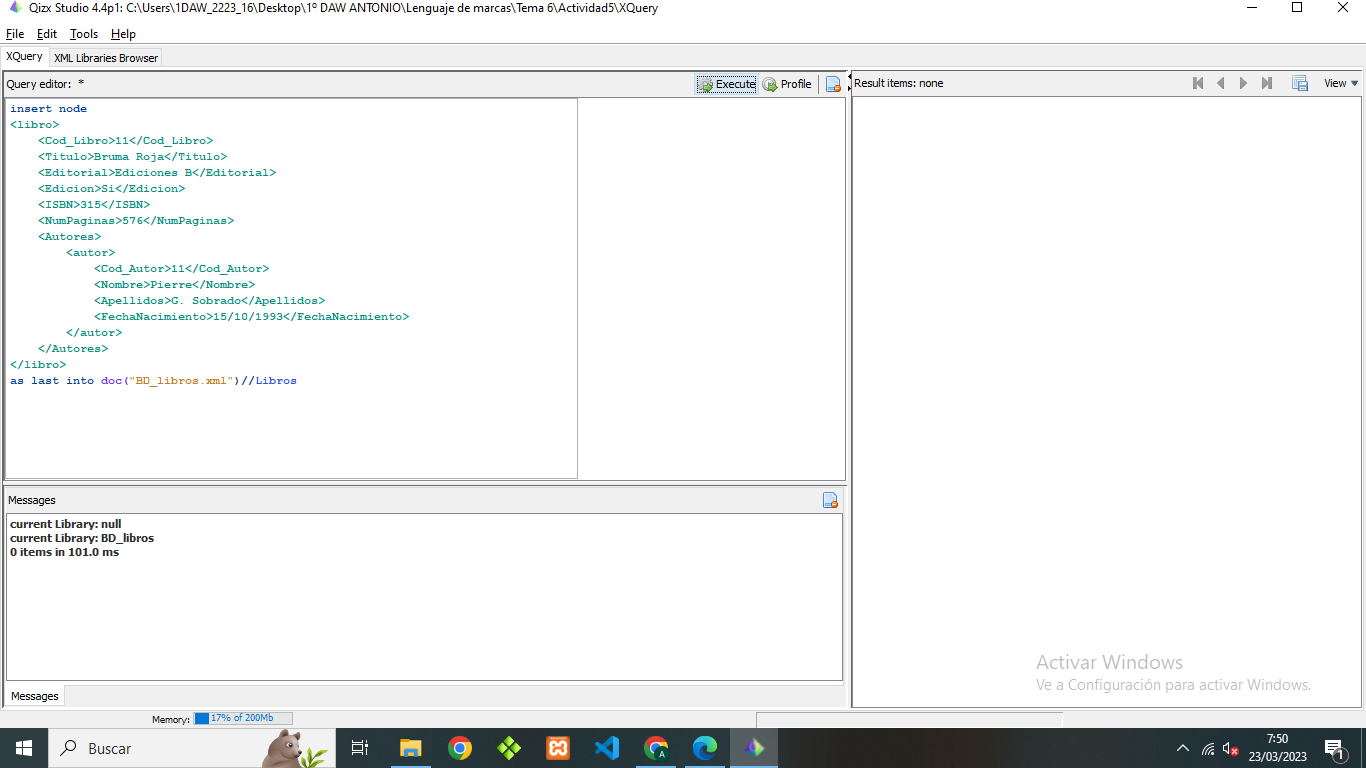 Qizx Studio 4.4p1: C:\Users\1DAW_2223_16\Desktop\1º DAW ANTONIO\Lenguaje de marcas\Tema 6\Actividad5\XQuery
File Edit Tools Help
XQuery XML Libraries Browser
Query editor: * Execute Profile
Result items: none View
insert node
<libro>
    <Cod_Libro>11</Cod_Libro>
    <Titulo>Bruma Roja</Titulo>
    <Editorial>Ediciones B</Editorial>
    <Edicion>Si</Edicion>
    <ISBN>315</ISBN>
    <NumPaginas>576</NumPaginas>
    <Autores>
        <autor>
            <Cod_Autor>11</Cod_Autor>
            <Nombre>Pierre</Nombre>
            <Apellidos>G. Sobrado</Apellidos>
            <FechaNacimiento>15/10/1993</FechaNacimiento>
        </autor>
    </Autores>
</libro>
as last into doc("BD_libros.xml")//Libros
Messages
current Library: null
current Library: BD_libros
0 items in 101.0 ms
Messages
Memory: 17% of 200Mb
Activar Windows
Ve a Configuración para activar Windows.
Buscar
A
7:50
23/03/2023
1